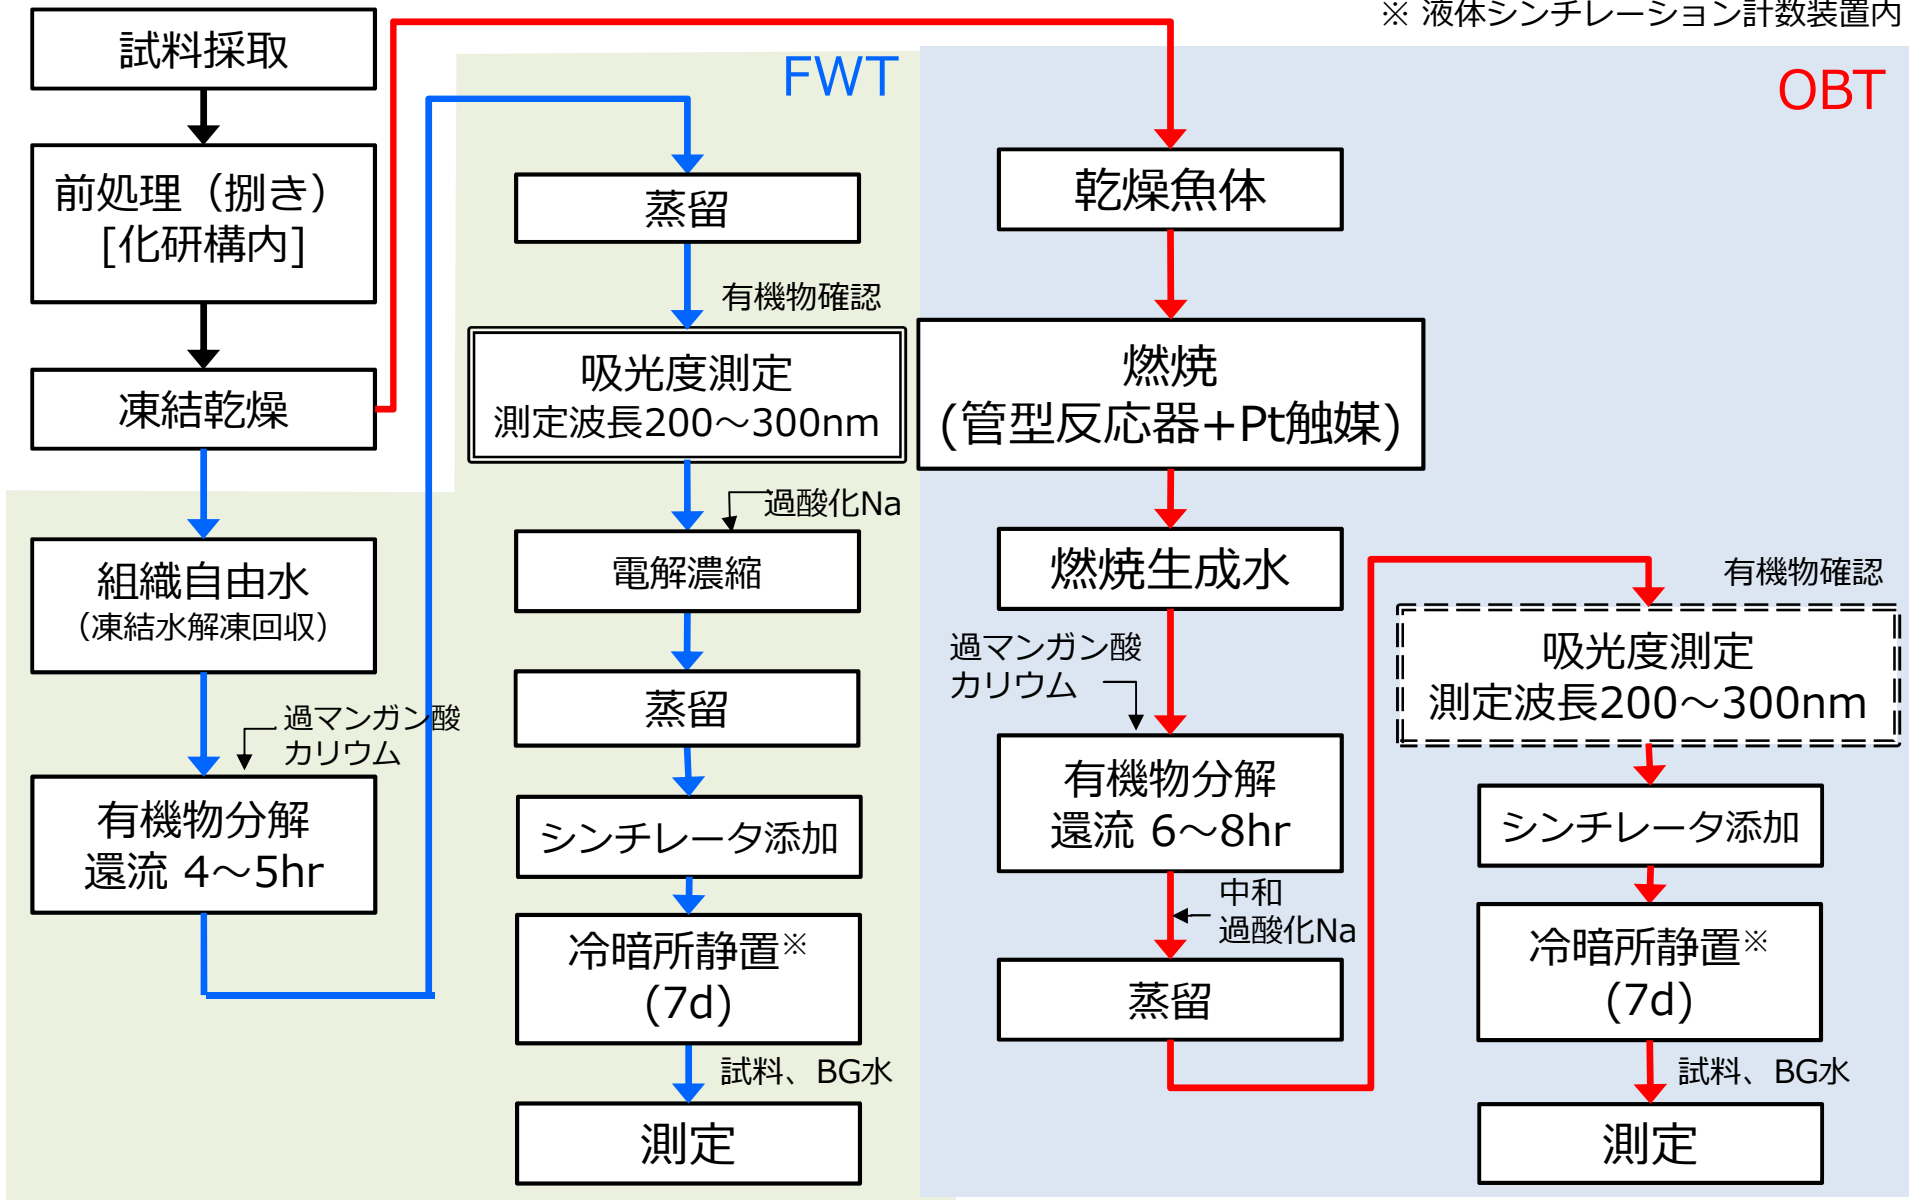 ※ 液体シンチレーション計数装置内
試料採取
前処理（捌き）
[化研構内]
凍結乾燥
FWT
組織自由水
（凍結水解凍回収）
過マンガン酸
カリウム
有機物分解
還流 4～5hr
蒸留
有機物確認
吸光度測定
測定波長200～300nm
過酸化Na
電解濃縮
蒸留
シンチレータ添加
冷暗所静置※
(7d)
試料、BG水
測定
OBT
乾燥魚体
燃焼
(管型反応器+Pt触媒)
燃焼生成水
過マンガン酸
カリウム
有機物分解
還流 6～8hr
中和
過酸化Na
蒸留
有機物確認
吸光度測定
測定波長200～300nm
シンチレータ添加
冷暗所静置※
(7d)
試料、BG水
測定